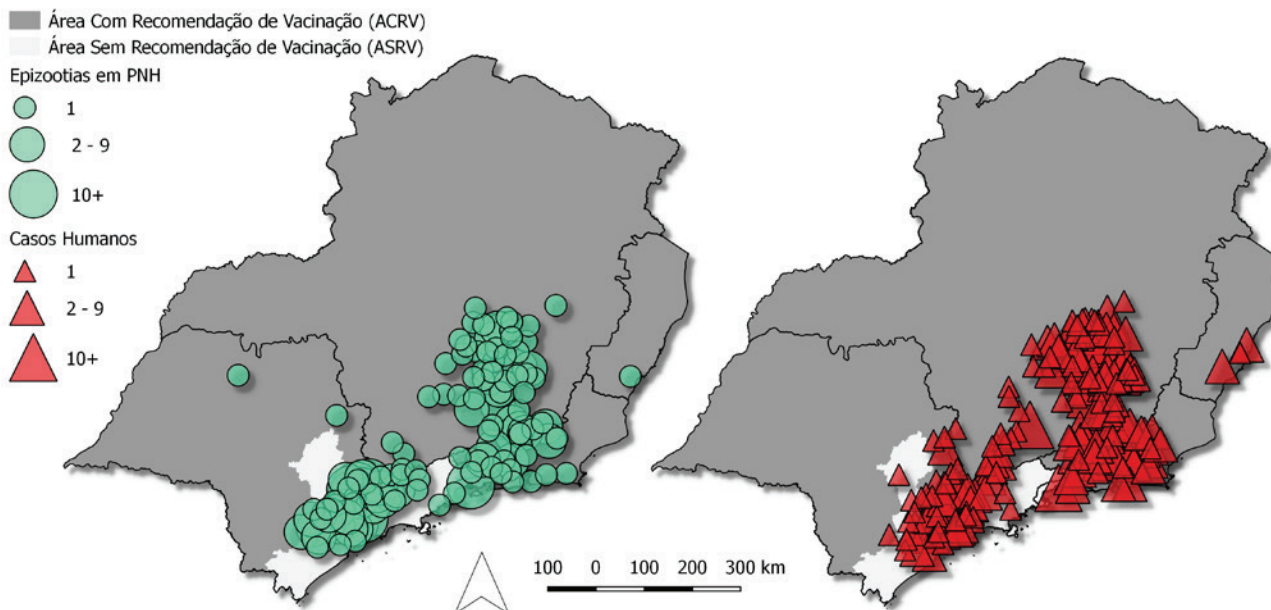 Área Com Recomendação de Vacinação (ACRV)
Área Sem Recomendação de Vacinação (ASRV)
Epizootias em PNH
1
2 - 9
10+
Casos Humanos
1
2 - 9
10+
100 0 100 200 300 km